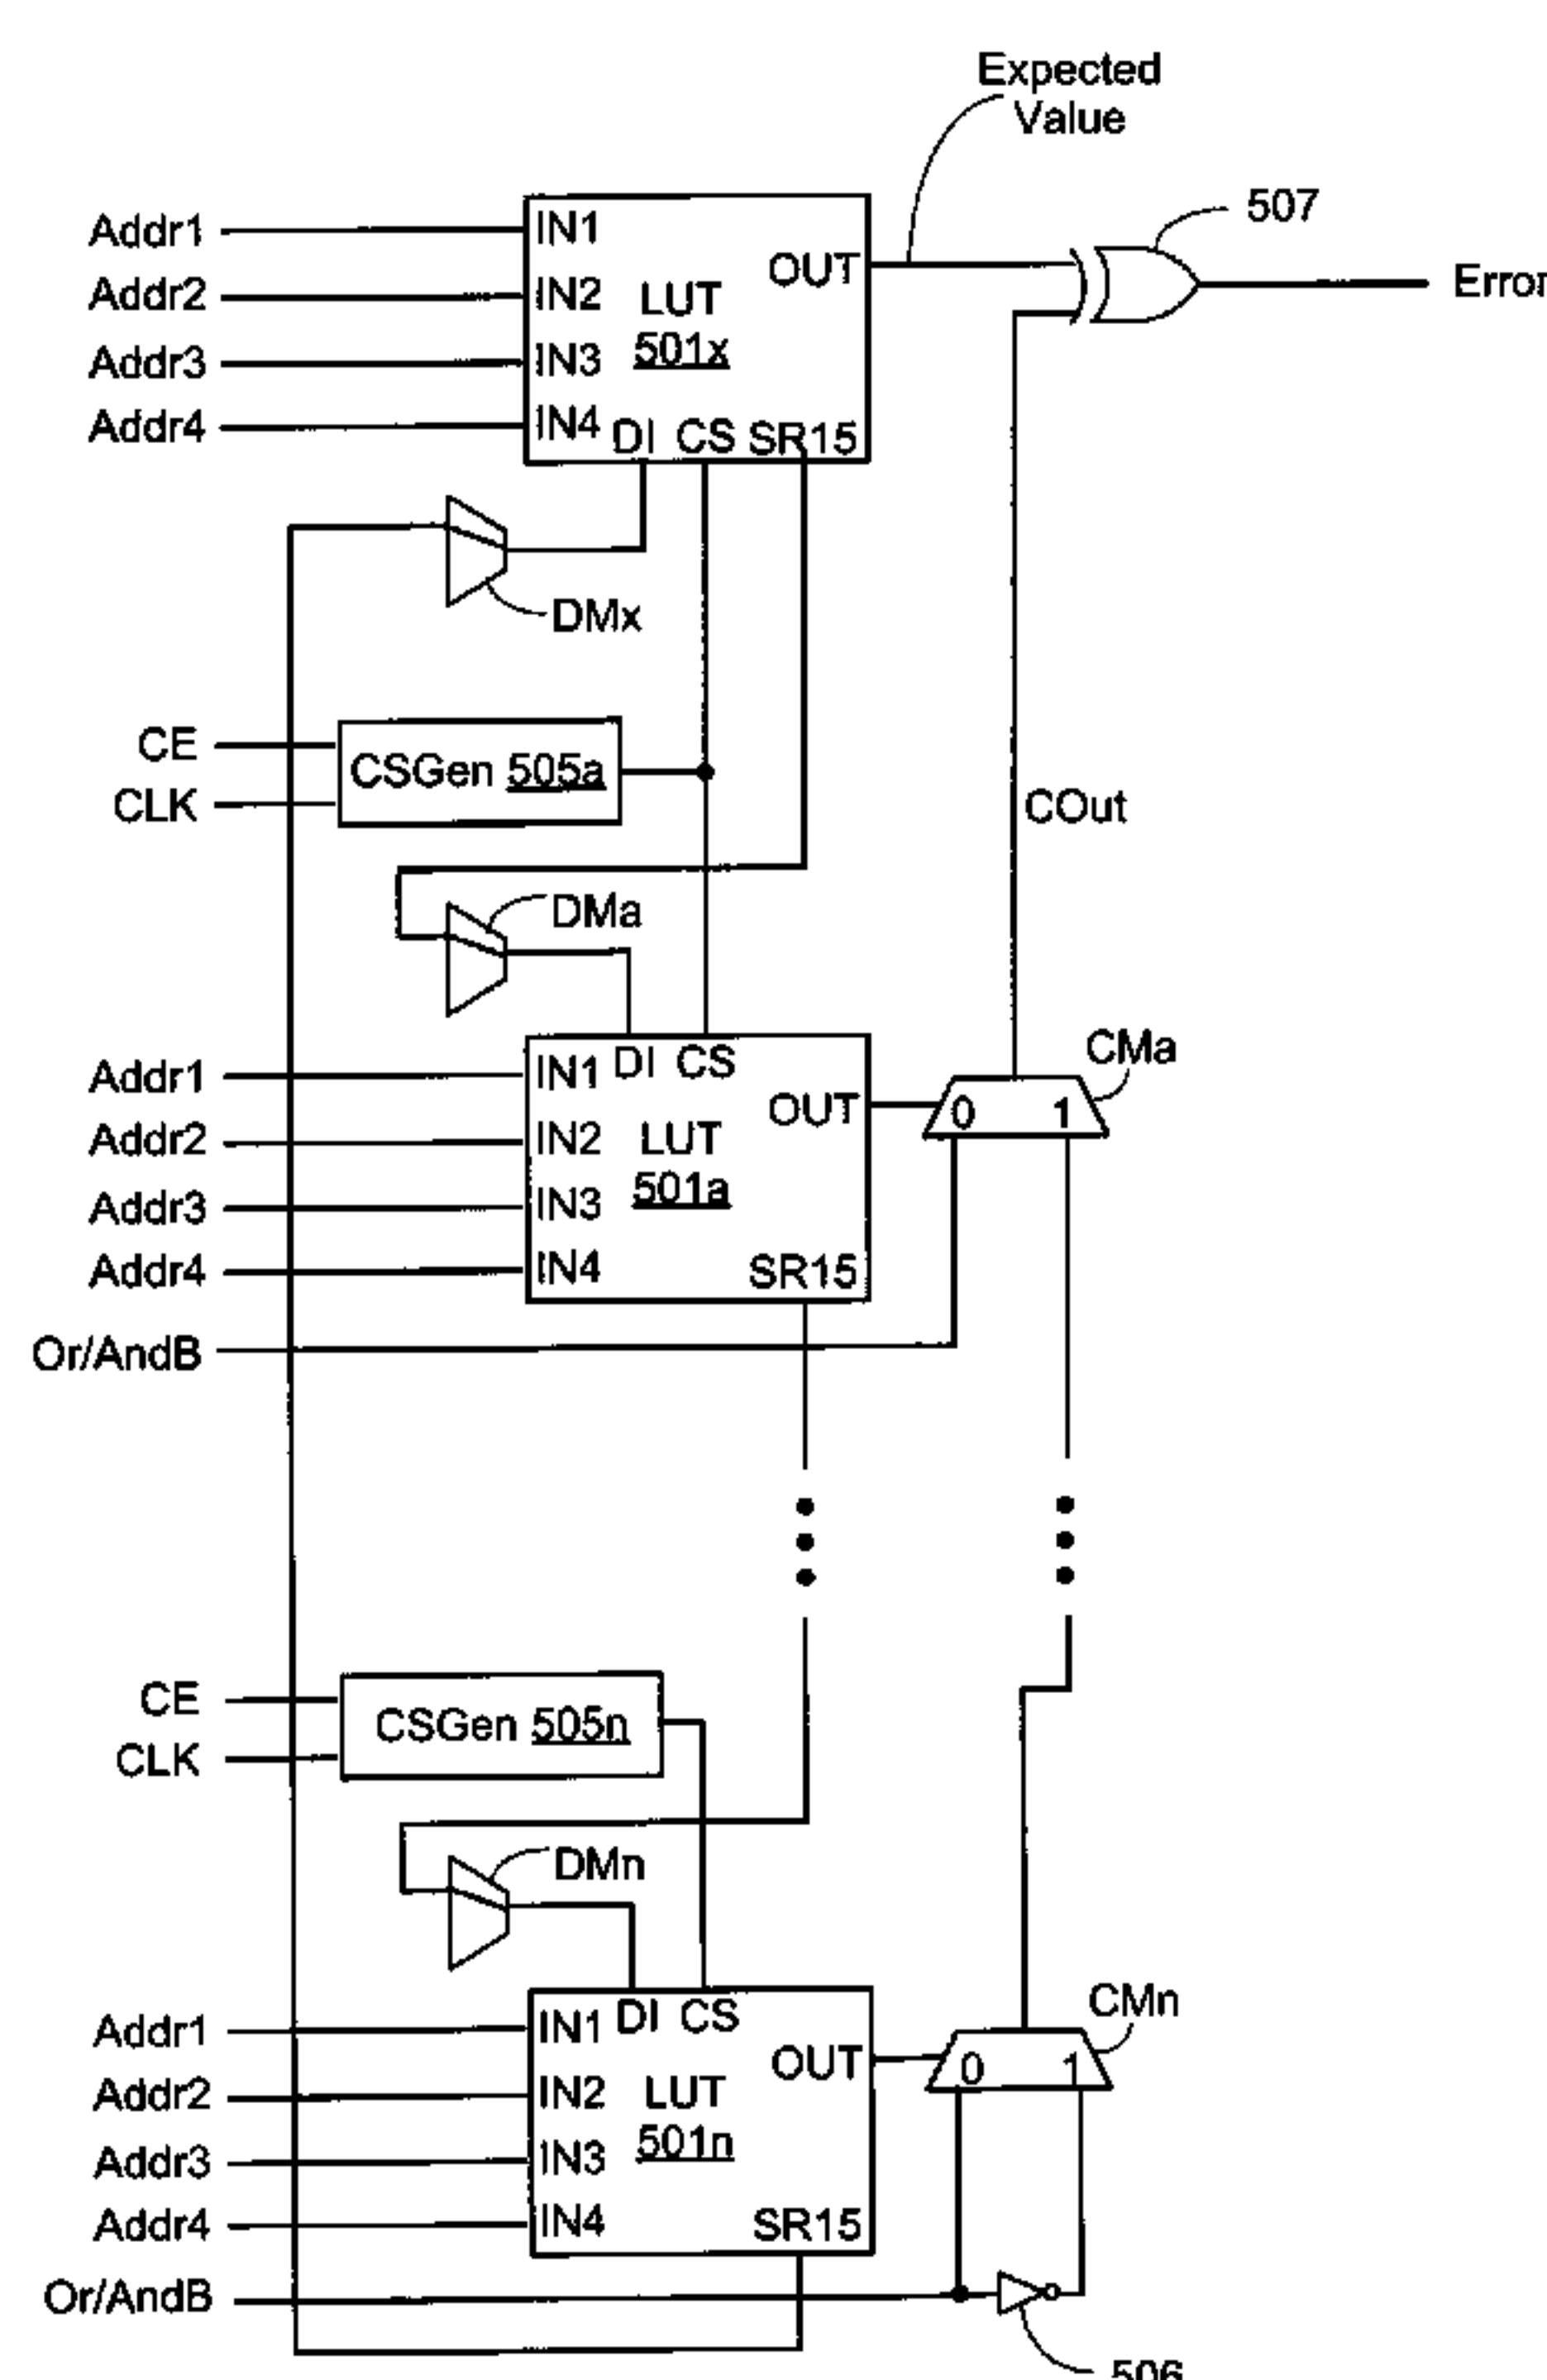 Expected
Value
507
Error
Addr1
Addr2
Addr3
Addr4
IN1
IN2
IN3
IN4
LUT
501x
OUT
DI CS SR15
DMx
CE
CLK
CSGen 505a
COut
DMa
CMa
Addr1
Addr2
Addr3
Addr4
IN1
IN2
IN3
IN4
DI CS
LUT
501a
OUT
SR15
0 1
Or/AndB
CE
CLK
CSGen 505n
DMn
CMn
Addr1
Addr2
Addr3
Addr4
IN1
IN2
IN3
IN4
DI CS
LUT
501n
OUT
SR15
0 1
Or/AndB
506